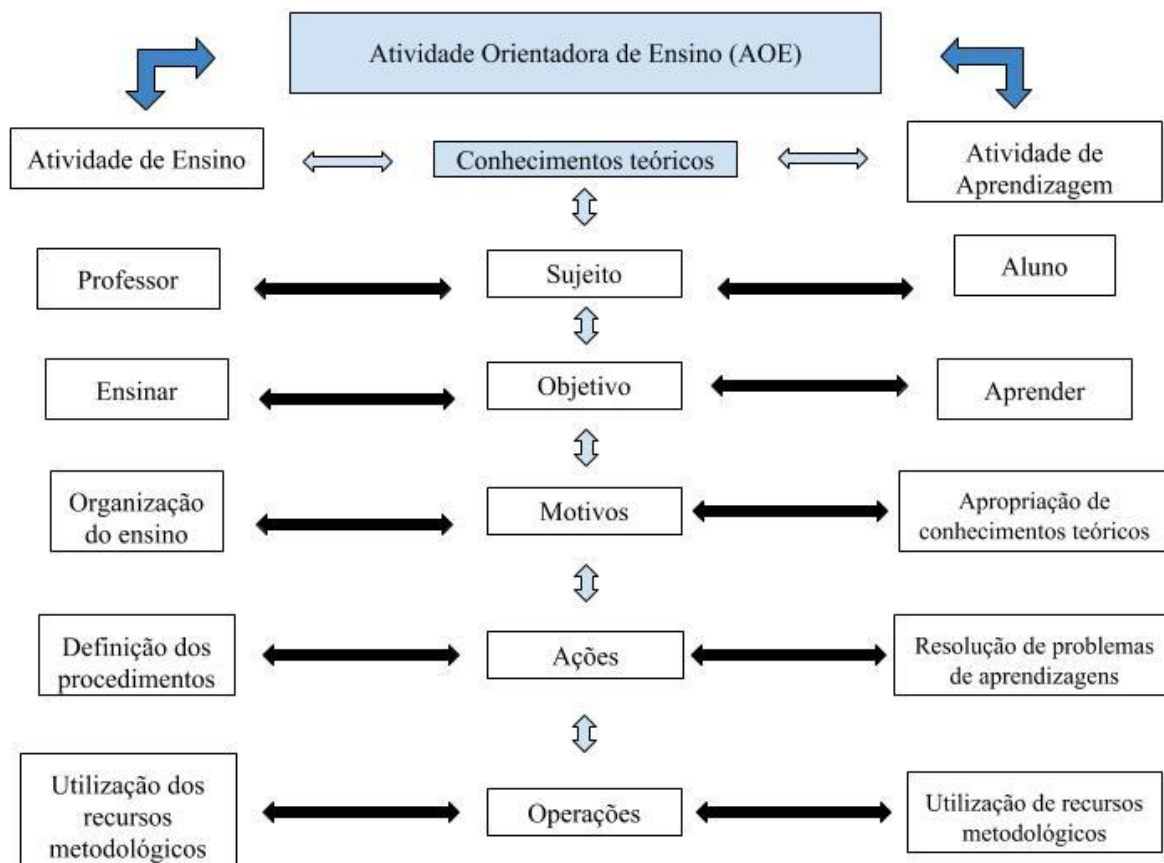 Atividade Orientadora de Ensino (AOE)
Atividade de Ensino
Conhecimentos teóricos
Atividade de
Aprendizagem
Professor
Sujeito
Aluno
Ensinar
Objetivo
Aprender
Organização
do ensino
Motivos
Apropriação de
conhecimentos teóricos
Definição dos
procedimentos
Ações
Resolução de problemas
de aprendizagens
Utilização dos
recursos
metodológicos
Operações
Utilização de recursos
metodológicos